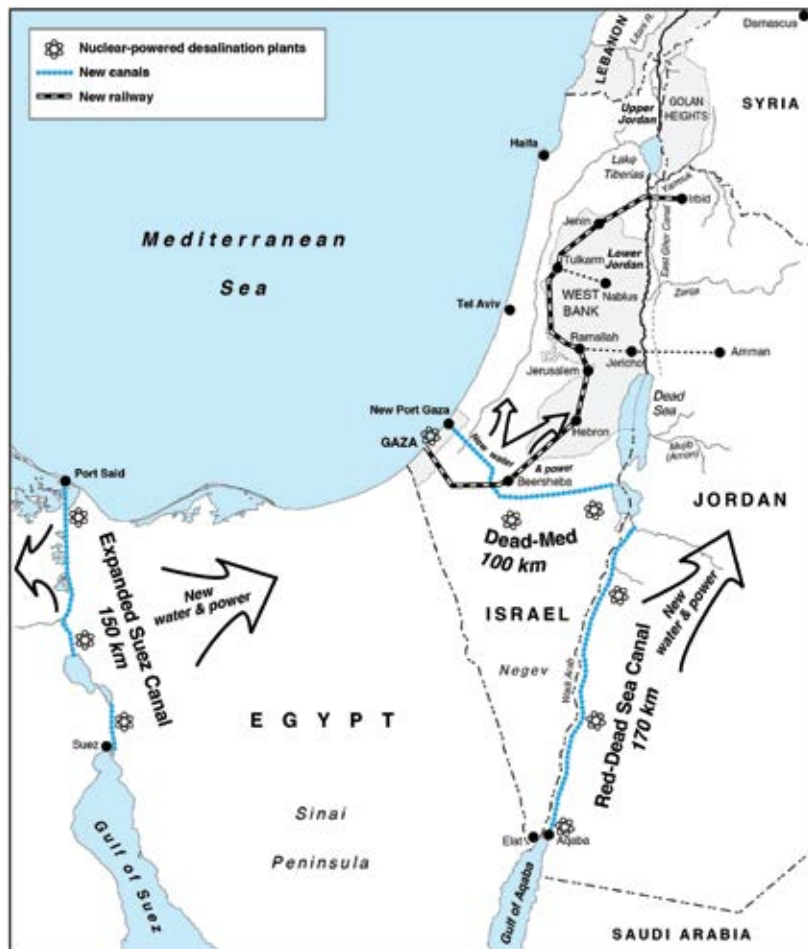 Nuclear-powered desalination plants
New canals
New railway
Damascus
LEBANON
Litani R.
GOLAN
HEIGHTS
SYRIA
Upper
Jordan
Haifa
Lake
Tiberias
Yarmuk
Irbid
Mediterranean
Sea
Jenin
East Ghor Canal
Tulkarm
Lower
Jordan
WEST
BANK
Nablus
Zarqa
Tel Aviv
Ramallah
Jericho
Amman
Jerusalem
Dead
Sea
New Port Gaza
GAZA
New water
& power
Hebron
Mujib
(Arnon)
Port Said
Beersheba
JORDAN
Dead-Med
100 km
Expanded Suez Canal
150 km
New
water & power
ISRAEL
New
water & power
Negev
Wadi Arab
Red-Dead Sea Canal
170 km
EGYPT
Suez
Sinai
Peninsula
Elat
Aqaba
Gulf of Suez
Gulf of Aqaba
SAUDI ARABIA